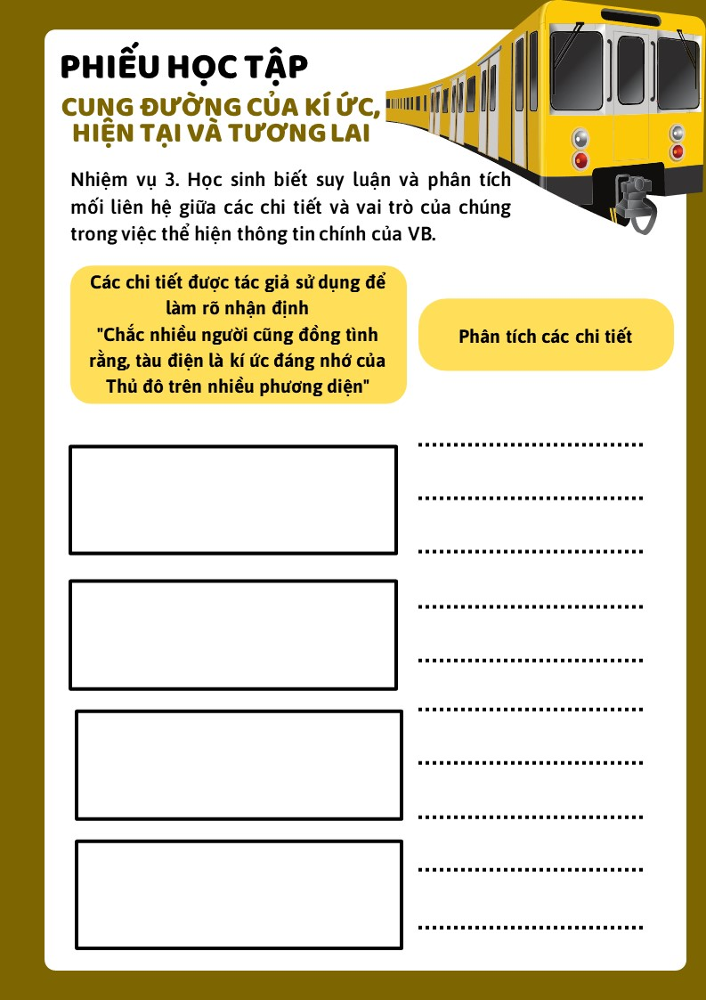 PHIẾU HỌC TẬP
CUNG ĐƯỜNG CỦA KÍ ỨC,
HIỆN TẠI VÀ TƯƠNG LAI
Nhiệm vụ 3. Học sinh biết suy luận và phân tích
mối liên hệ giữa các chi tiết và vai trò của chúng
trong việc thể hiện thông tin chính của VB.
Các chi tiết được tác giả sử dụng để
làm rõ nhận định
"Chắc nhiều người cũng đồng tình
rằng, tàu điện là kí ức đáng nhớ của
Thủ đô trên nhiều phương diện"
Phân tích các chi tiết